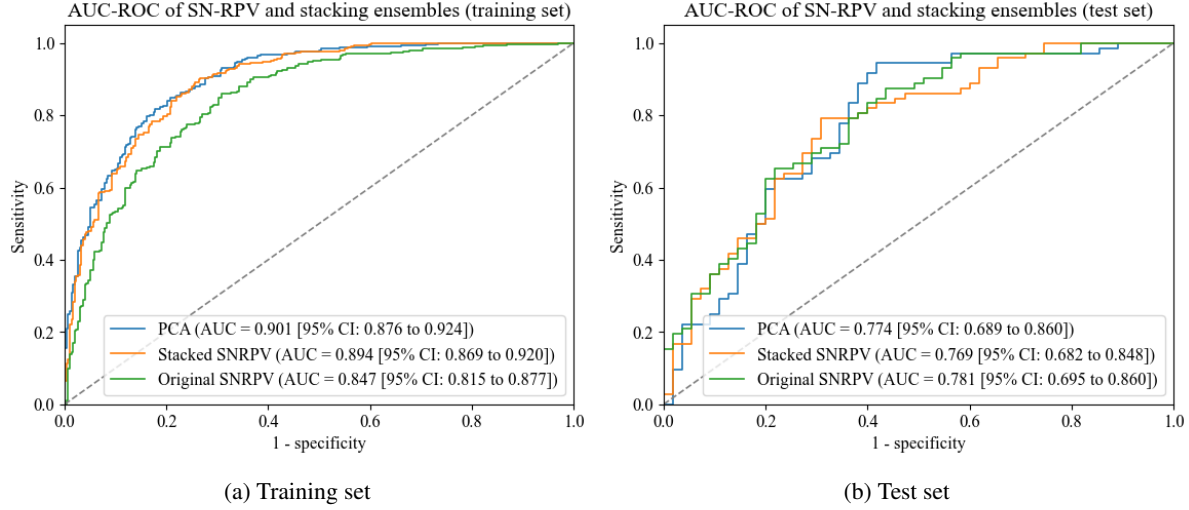 AUC-ROC of SN-RPV and stacking ensembles (training set)
1.0
0.8
0.6
0.4
0.2
0.0
Sensitivity
PCA (AUC = 0.901 [95% CI: 0.876 to 0.924])
Stacked SNRPV (AUC = 0.894 [95% CI: 0.869 to 0.920])
Original SNRPV (AUC = 0.847 [95% CI: 0.815 to 0.877])
0.0 0.2 0.4 0.6 0.8 1.0
1 - specificity
(a) Training set
AUC-ROC of SN-RPV and stacking ensembles (test set)
1.0
0.8
0.6
0.4
0.2
0.0
Sensitivity
PCA (AUC = 0.774 [95% CI: 0.689 to 0.860])
Stacked SNRPV (AUC = 0.769 [95% CI: 0.682 to 0.848])
Original SNRPV (AUC = 0.781 [95% CI: 0.695 to 0.860])
0.0 0.2 0.4 0.6 0.8 1.0
1 - specificity
(b) Test set